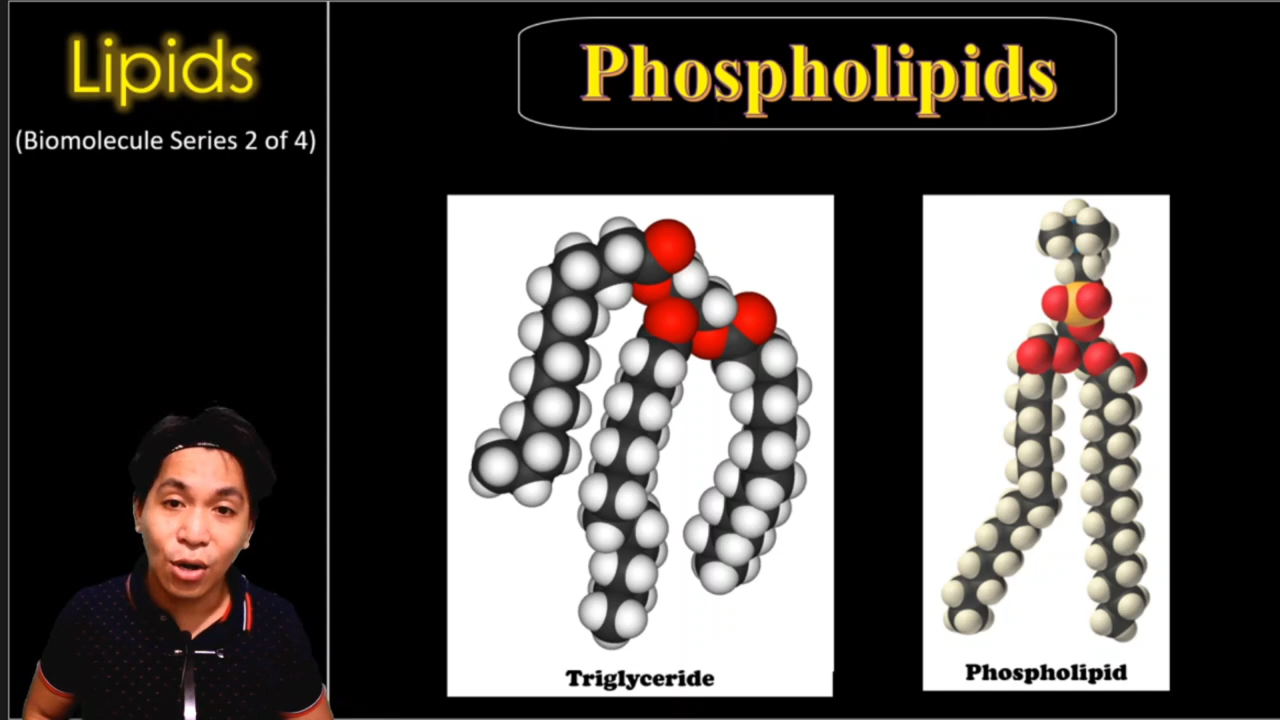 Lipids
(Biomolecule Series 2 of 4)
Phospholipids
Triglyceride
Phospholipid